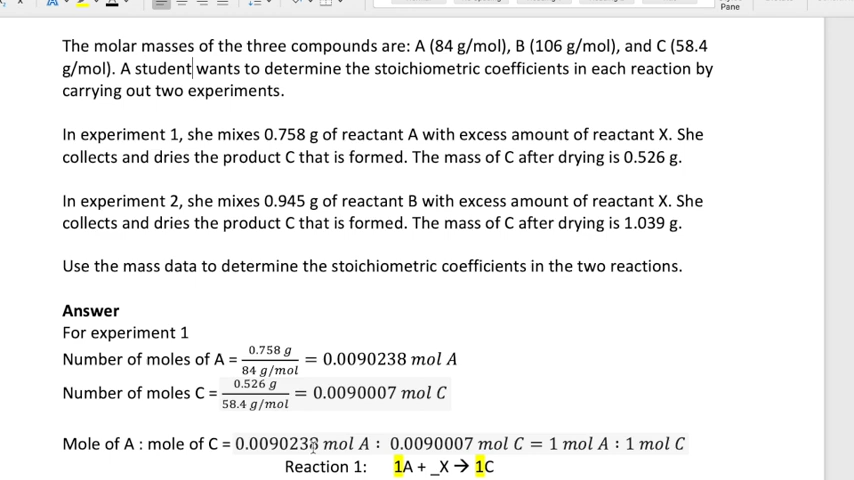 Pane
The molar masses of the three compounds are: A (84 g/mol), B (106 g/mol), and C (58.4
g/mol). A student wants to determine the stoichiometric coefficients in each reaction by
carrying out two experiments.
In experiment 1, she mixes 0.758 g of reactant A with excess amount of reactant X. She
collects and dries the product C that is formed. The mass of C after drying is 0.526 g.
In experiment 2, she mixes 0.945 g of reactant B with excess amount of reactant X. She
collects and dries the product C that is formed. The mass of C after drying is 1.039 g.
Use the mass data to determine the stoichiometric coefficients in the two reactions.
Answer
For experiment 1
Number of moles of A = 0.758 g / 84 g/mol = 0.0090238 mol A
Number of moles C = 0.526 g / 58.4 g/mol = 0.0090007 mol C
Mole of A : mole of C = 0.0090238 mol A : 0.0090007 mol C = 1 mol A : 1 mol C
Reaction 1: 1A + _X → 1C